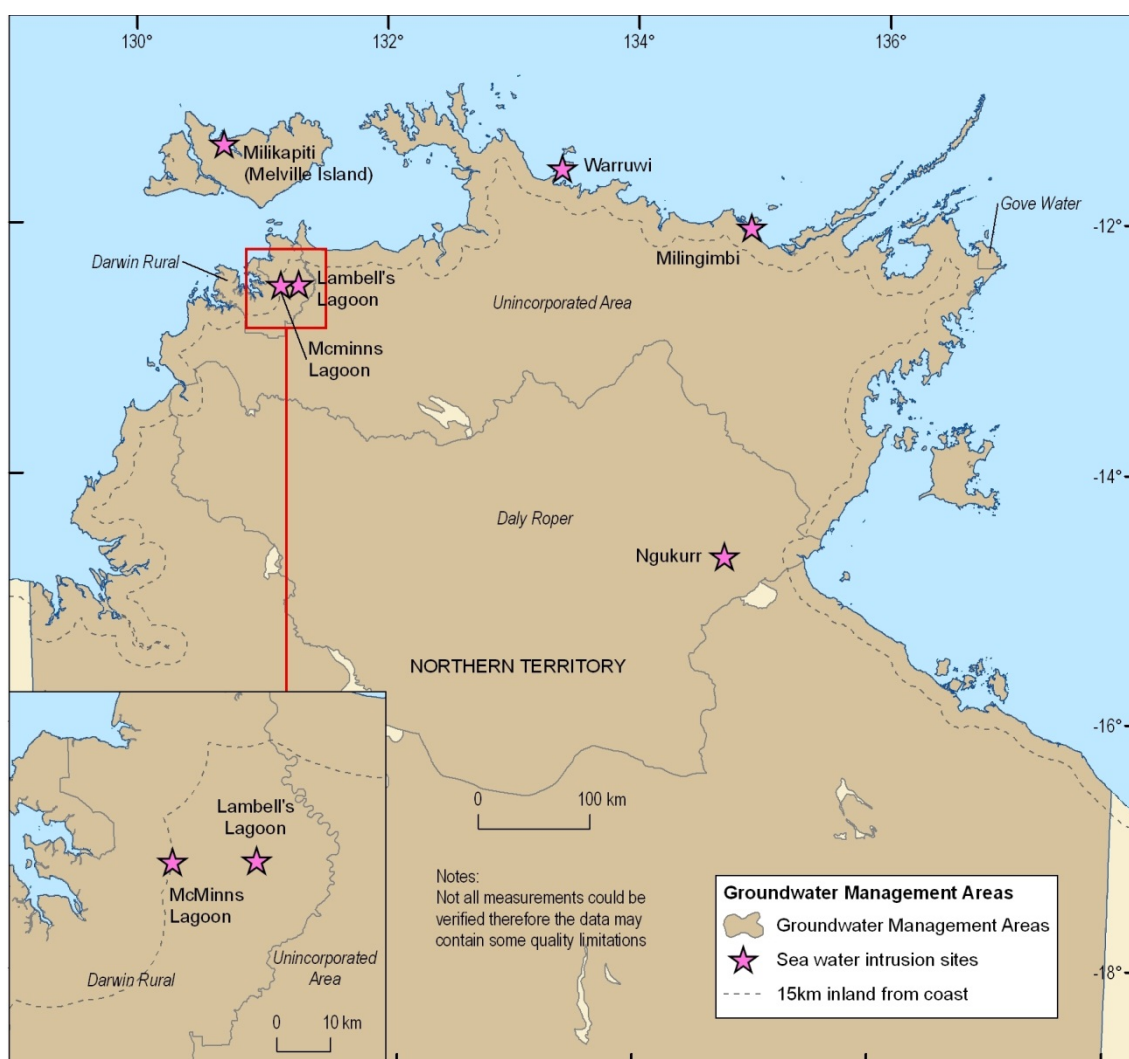 130°
132°
134°
136°
Milikapiti
(Melville Island)
Warruwi
Gove Water
-12°
Milingimbi
Darwin Rural
Lambell's
Lagoon
Unincorporated Area
Mcminns
Lagoon
-14°
Daly Roper
Ngukurr
NORTHERN TERRITORY
-16°
0 100 km
Lambell's
Lagoon
McMinns
Lagoon
Unincorporated
Area
Darwin Rural
0 10 km
Notes:
Not all measurements could be
verified therefore the data may
contain some quality limitations
Groundwater Management Areas
Groundwater Management Areas
Sea water intrusion sites
15km inland from coast
-18°